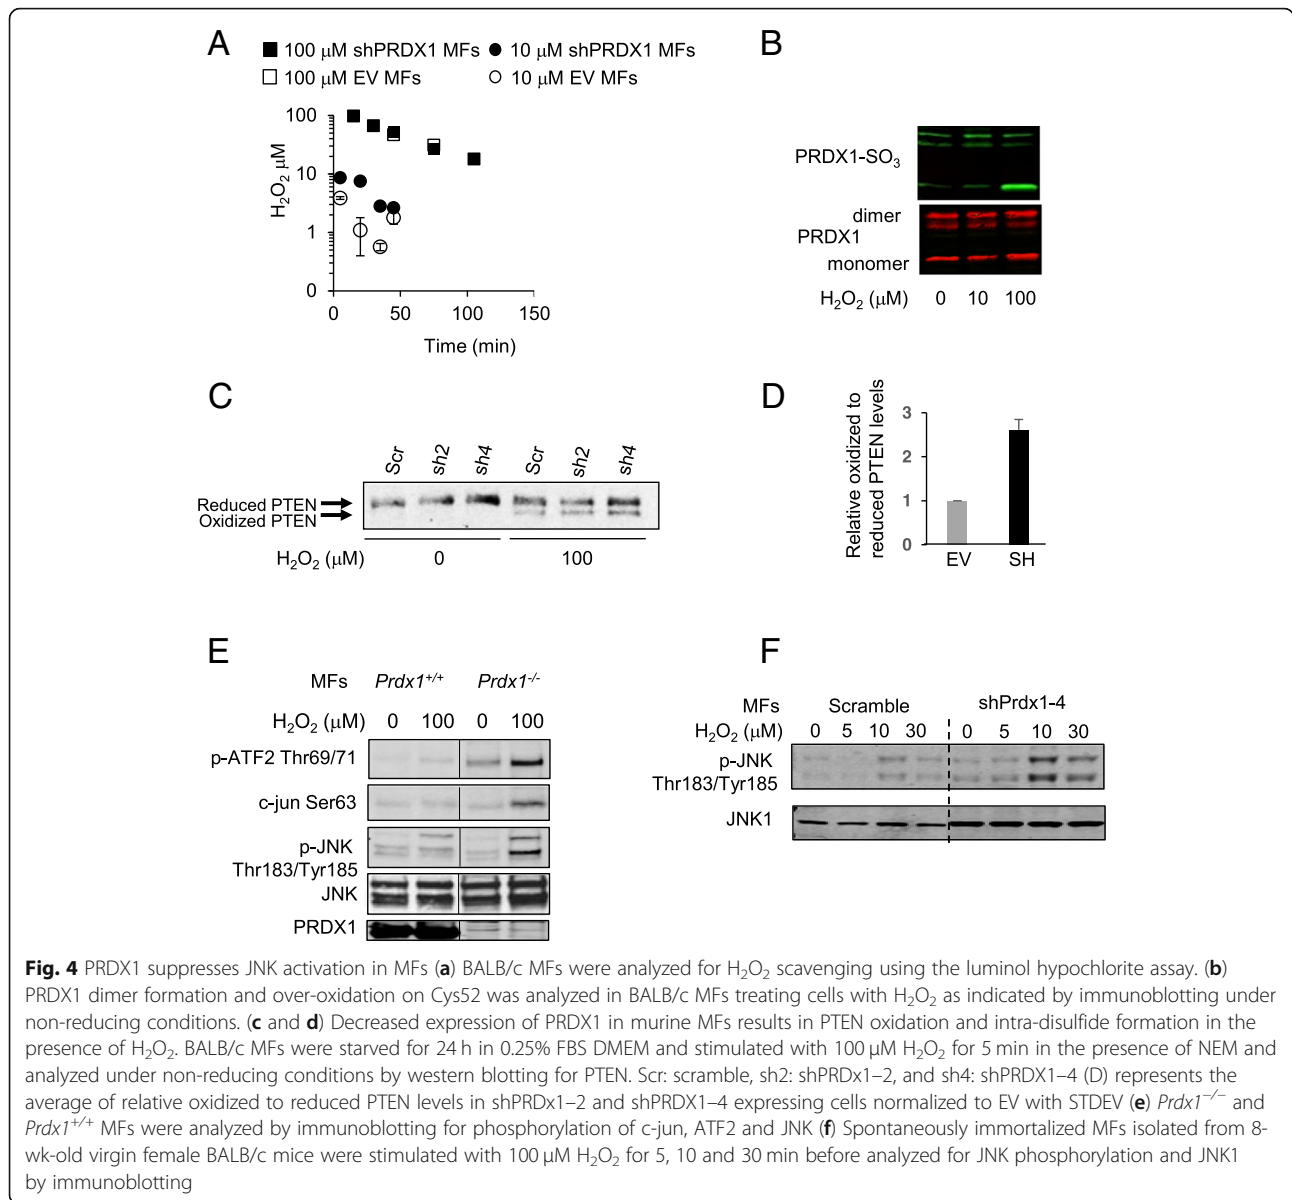 A
■ 100 μM shPRDX1 MFs ● 10 μM shPRDX1 MFs
□ 100 μM EV MFs ○ 10 μM EV MFs
H₂O₂ μM
100
10
1
0
0 50 100 150
Time (min)
B
PRDX1-SO₃
dimer
PRDX1
monomer
H₂O₂ (μM) 0 10 100
C
Scr sh2 sh4 Scr sh2 sh4
Reduced PTEN
Oxidized PTEN
H₂O₂ (μM) 0 100
D
Relative oxidized to
reduced PTEN levels
3
2
1
0
EV SH
E
MFs Prdx1⁺/⁺ Prdx1⁻/⁻
H₂O₂ (μM) 0 100 0 100
p-ATF2 Thr69/71
c-jun Ser63
p-JNK
Thr183/Tyr185
JNK
PRDX1
F
MFs Scramble shPrdx1-4
H₂O₂ (μM) 0 5 10 30 0 5 10 30
p-JNK
Thr183/Tyr185
JNK1
Fig. 4 PRDX1 suppresses JNK activation in MFs (a) BALB/c MFs were analyzed for H₂O₂ scavenging using the luminol hypochlorite assay. (b)
PRDX1 dimer formation and over-oxidation on Cys52 was analyzed in BALB/c MFs treating cells with H₂O₂ as indicated by immunoblotting under
non-reducing conditions. (c and d) Decreased expression of PRDX1 in murine MFs results in PTEN oxidation and intra-disulfide formation in the
presence of H₂O₂. BALB/c MFs were starved for 24 h in 0.25% FBS DMEM and stimulated with 100 μM H₂O₂ for 5 min in the presence of NEM and
analyzed under non-reducing conditions by western blotting for PTEN. Scr: scramble, sh2: shPRDx1–2, and sh4: shPRDX1–4 (D) represents the
average of relative oxidized to reduced PTEN levels in shPRDx1–2 and shPRDX1–4 expressing cells normalized to EV with STDEV (e) Prdx1⁻/⁻ and
Prdx1⁺/⁺ MFs were analyzed by immunoblotting for phosphorylation of c-jun, ATF2 and JNK (f) Spontaneously immortalized MFs isolated from 8-
wk-old virgin female BALB/c mice were stimulated with 100 μM H₂O₂ for 5, 10 and 30 min before analyzed for JNK phosphorylation and JNK1
by immunoblotting